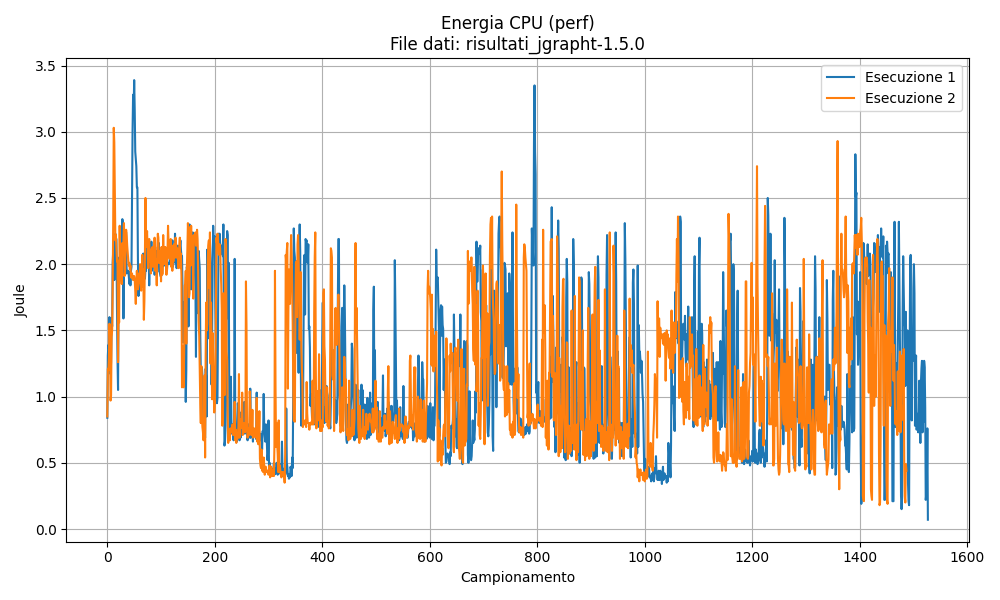 Energia CPU (perf)
File dati: risultati_jgrapht-1.5.0
Esecuzione 1
Esecuzione 2
Joule
3.5
3.0
2.5
2.0
1.5
1.0
0.5
0.0
0 200 400 600 800 1000 1200 1400 1600
Campionamento